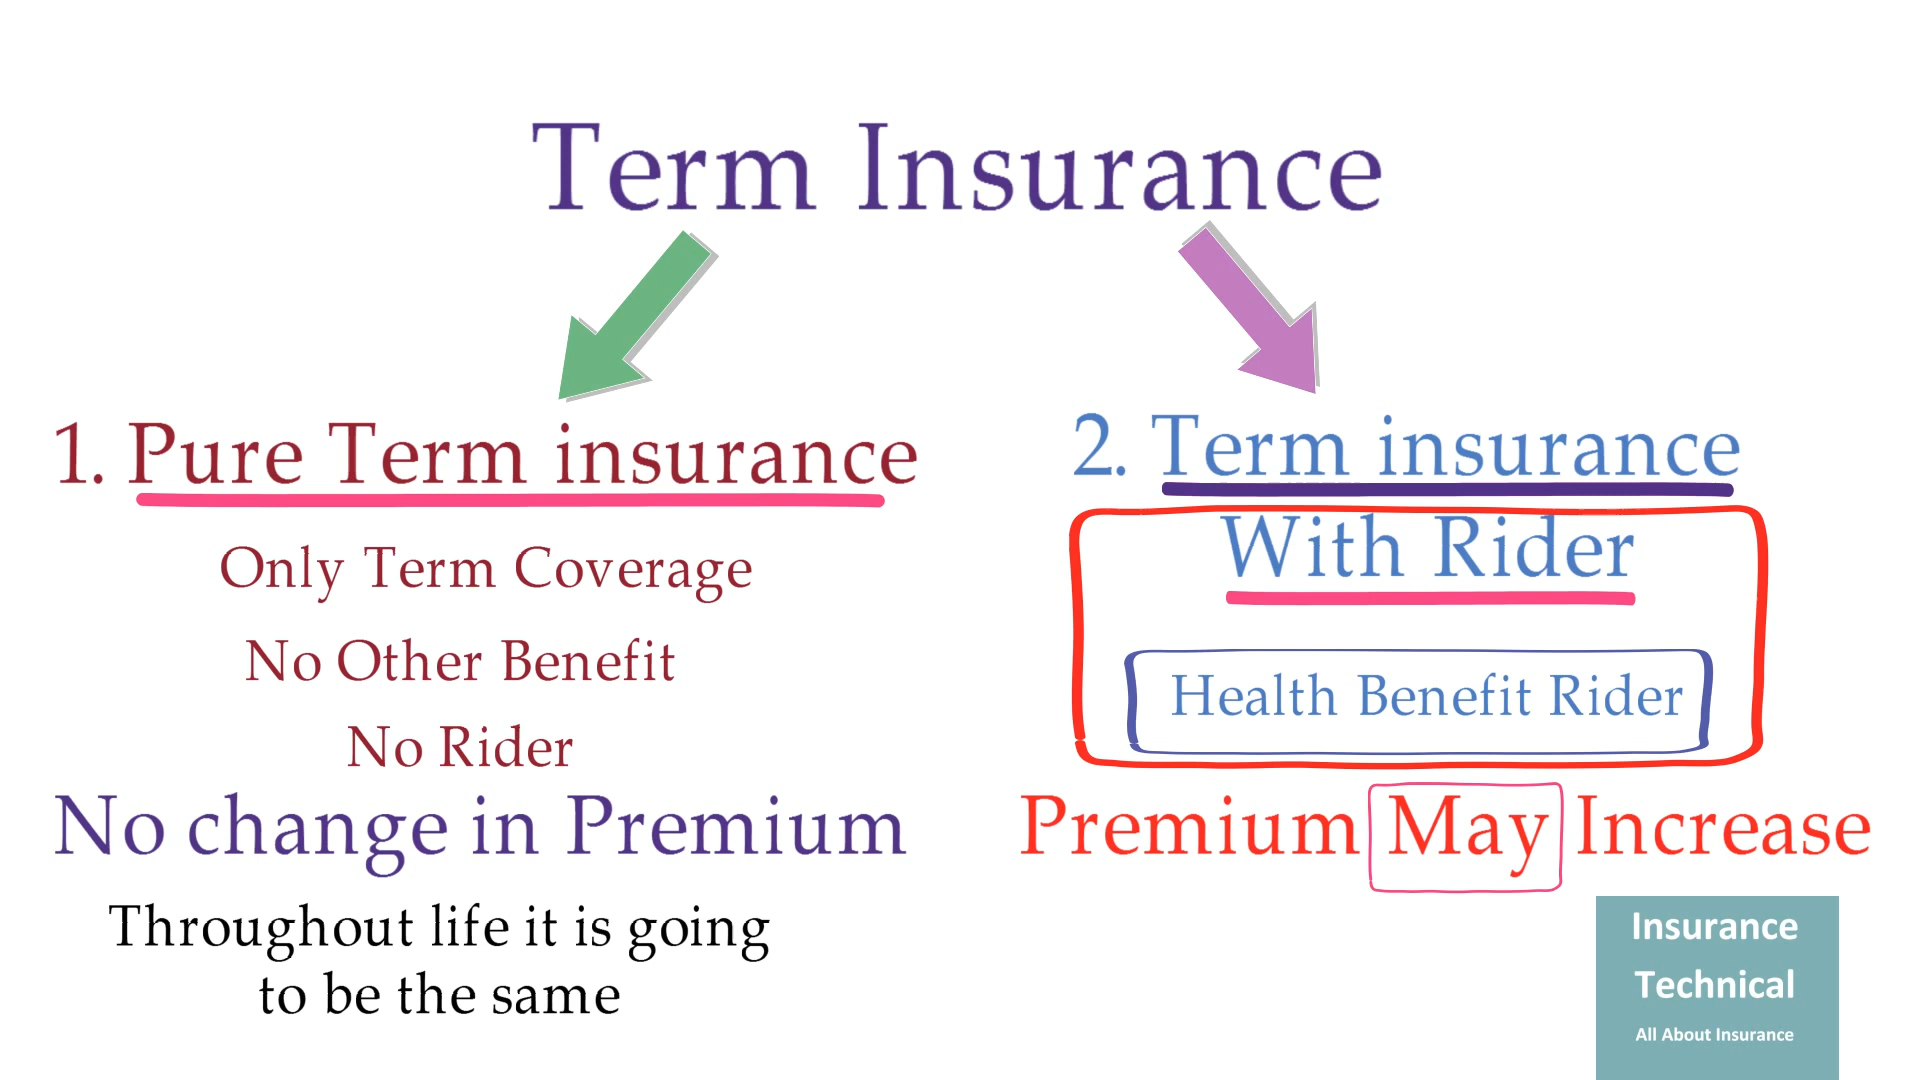 Term Insurance
1. Pure Term insurance
Only Term Coverage
No Other Benefit
No Rider
No change in Premium
Throughout life it is going
to be the same
2. Term insurance
With Rider
Health Benefit Rider
Premium May Increase
Insurance
Technical
All About Insurance